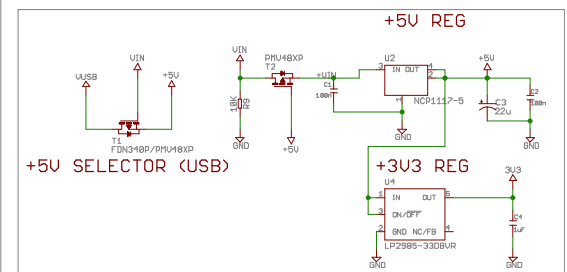 +5V REG
VIN
VUSB
+5V
T1
FDN340P/PMV48XP
+5V SELECTOR (USB)
VIN
PMV48XP
T2
10K
R9
GND
+5V
+VIN
C1
100n
U2
3 IN OUT 4
2
1
NCP1117-5
GND
+5V
C3
22u
C2
100n
GND
GND
+3V3 REG
U4
1 IN OUT 5
3 ON/OFF
2 GND NC/FB 4
LP2985-33DBVR
GND
3V3
C4
1uF
GND